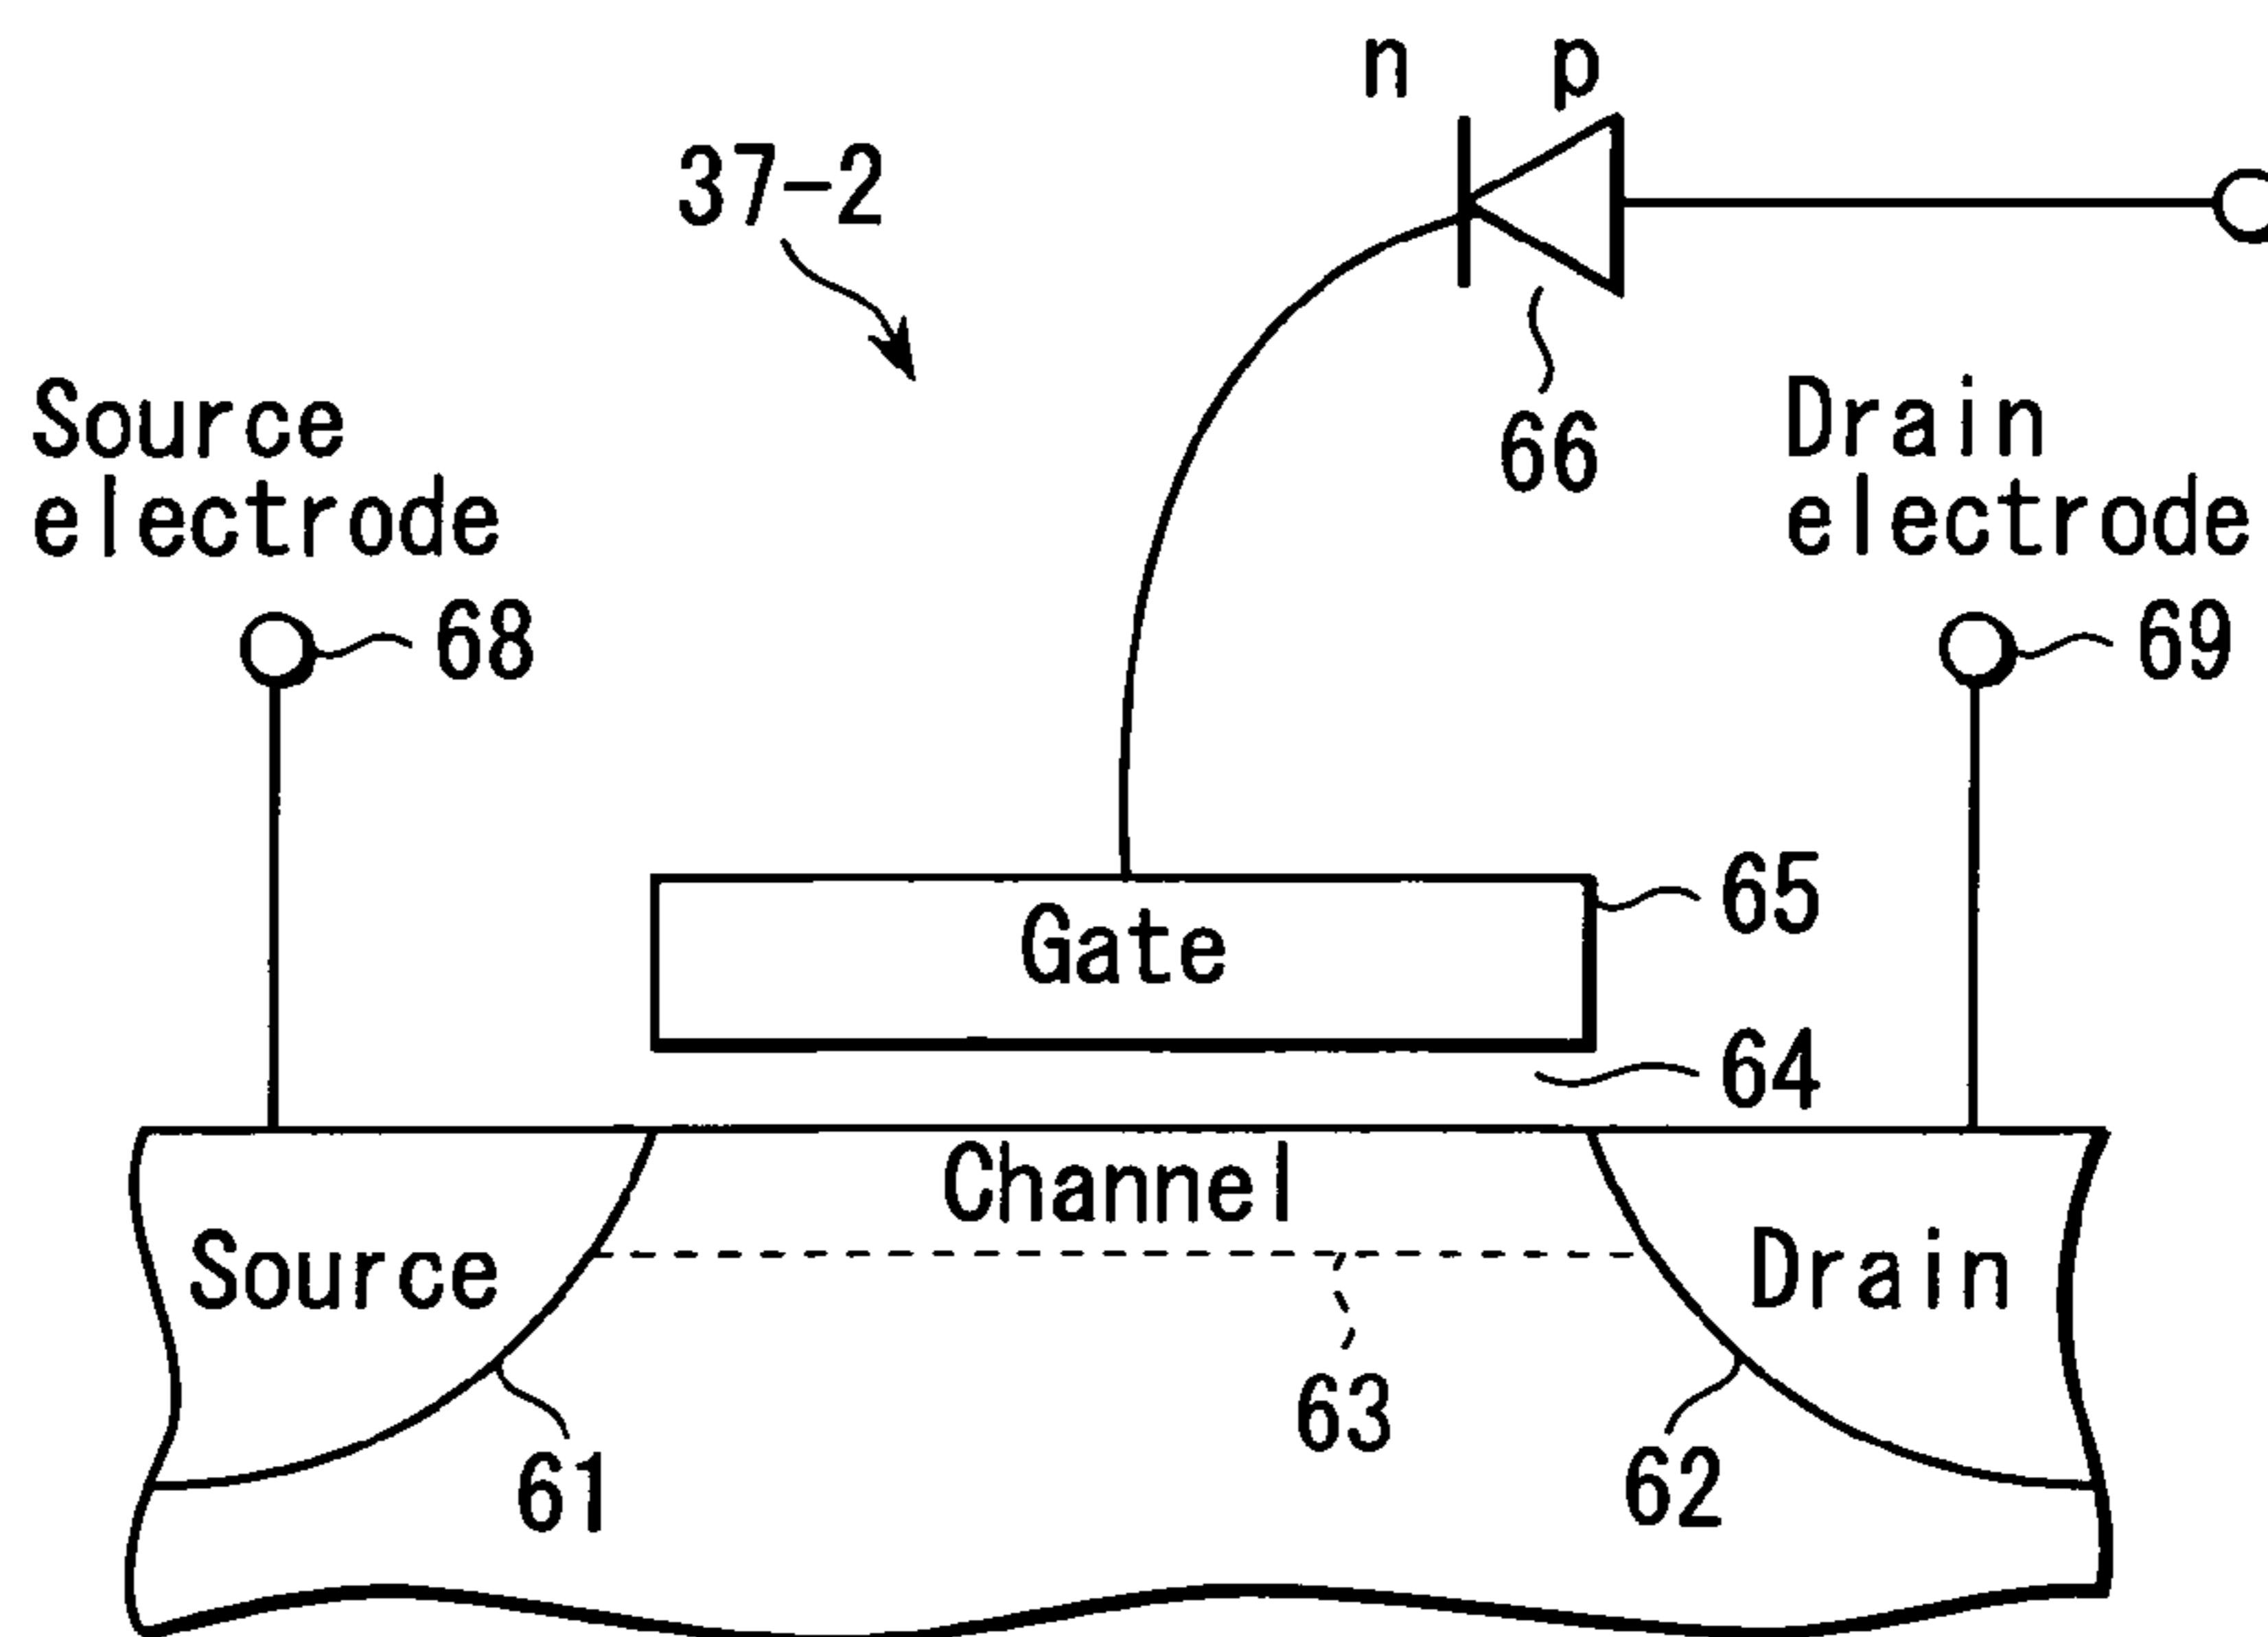 n p
37-2
Source
electrode
66
Drain
electrode
68
69
Gate
65
64
Channel
Source
Drain
63
61
62